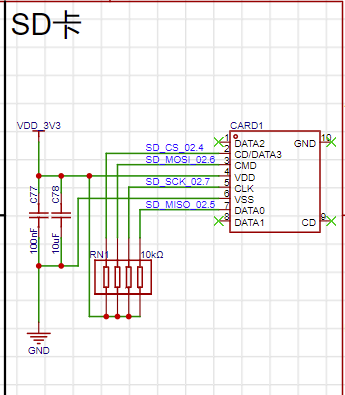 SD卡
VDD_3V3
C77
100nF
C78
10uF
SD_CS_02.4
SD_MOSI_02.6
SD_SCK_02.7
SD_MISO_02.5
RN1
10kΩ
GND
CARD1
1 DATA2
2 CD/DATA3
3 CMD
4 VDD
5 CLK
6 VSS
7 DATA0
8 DATA1
GND 10
CD 9